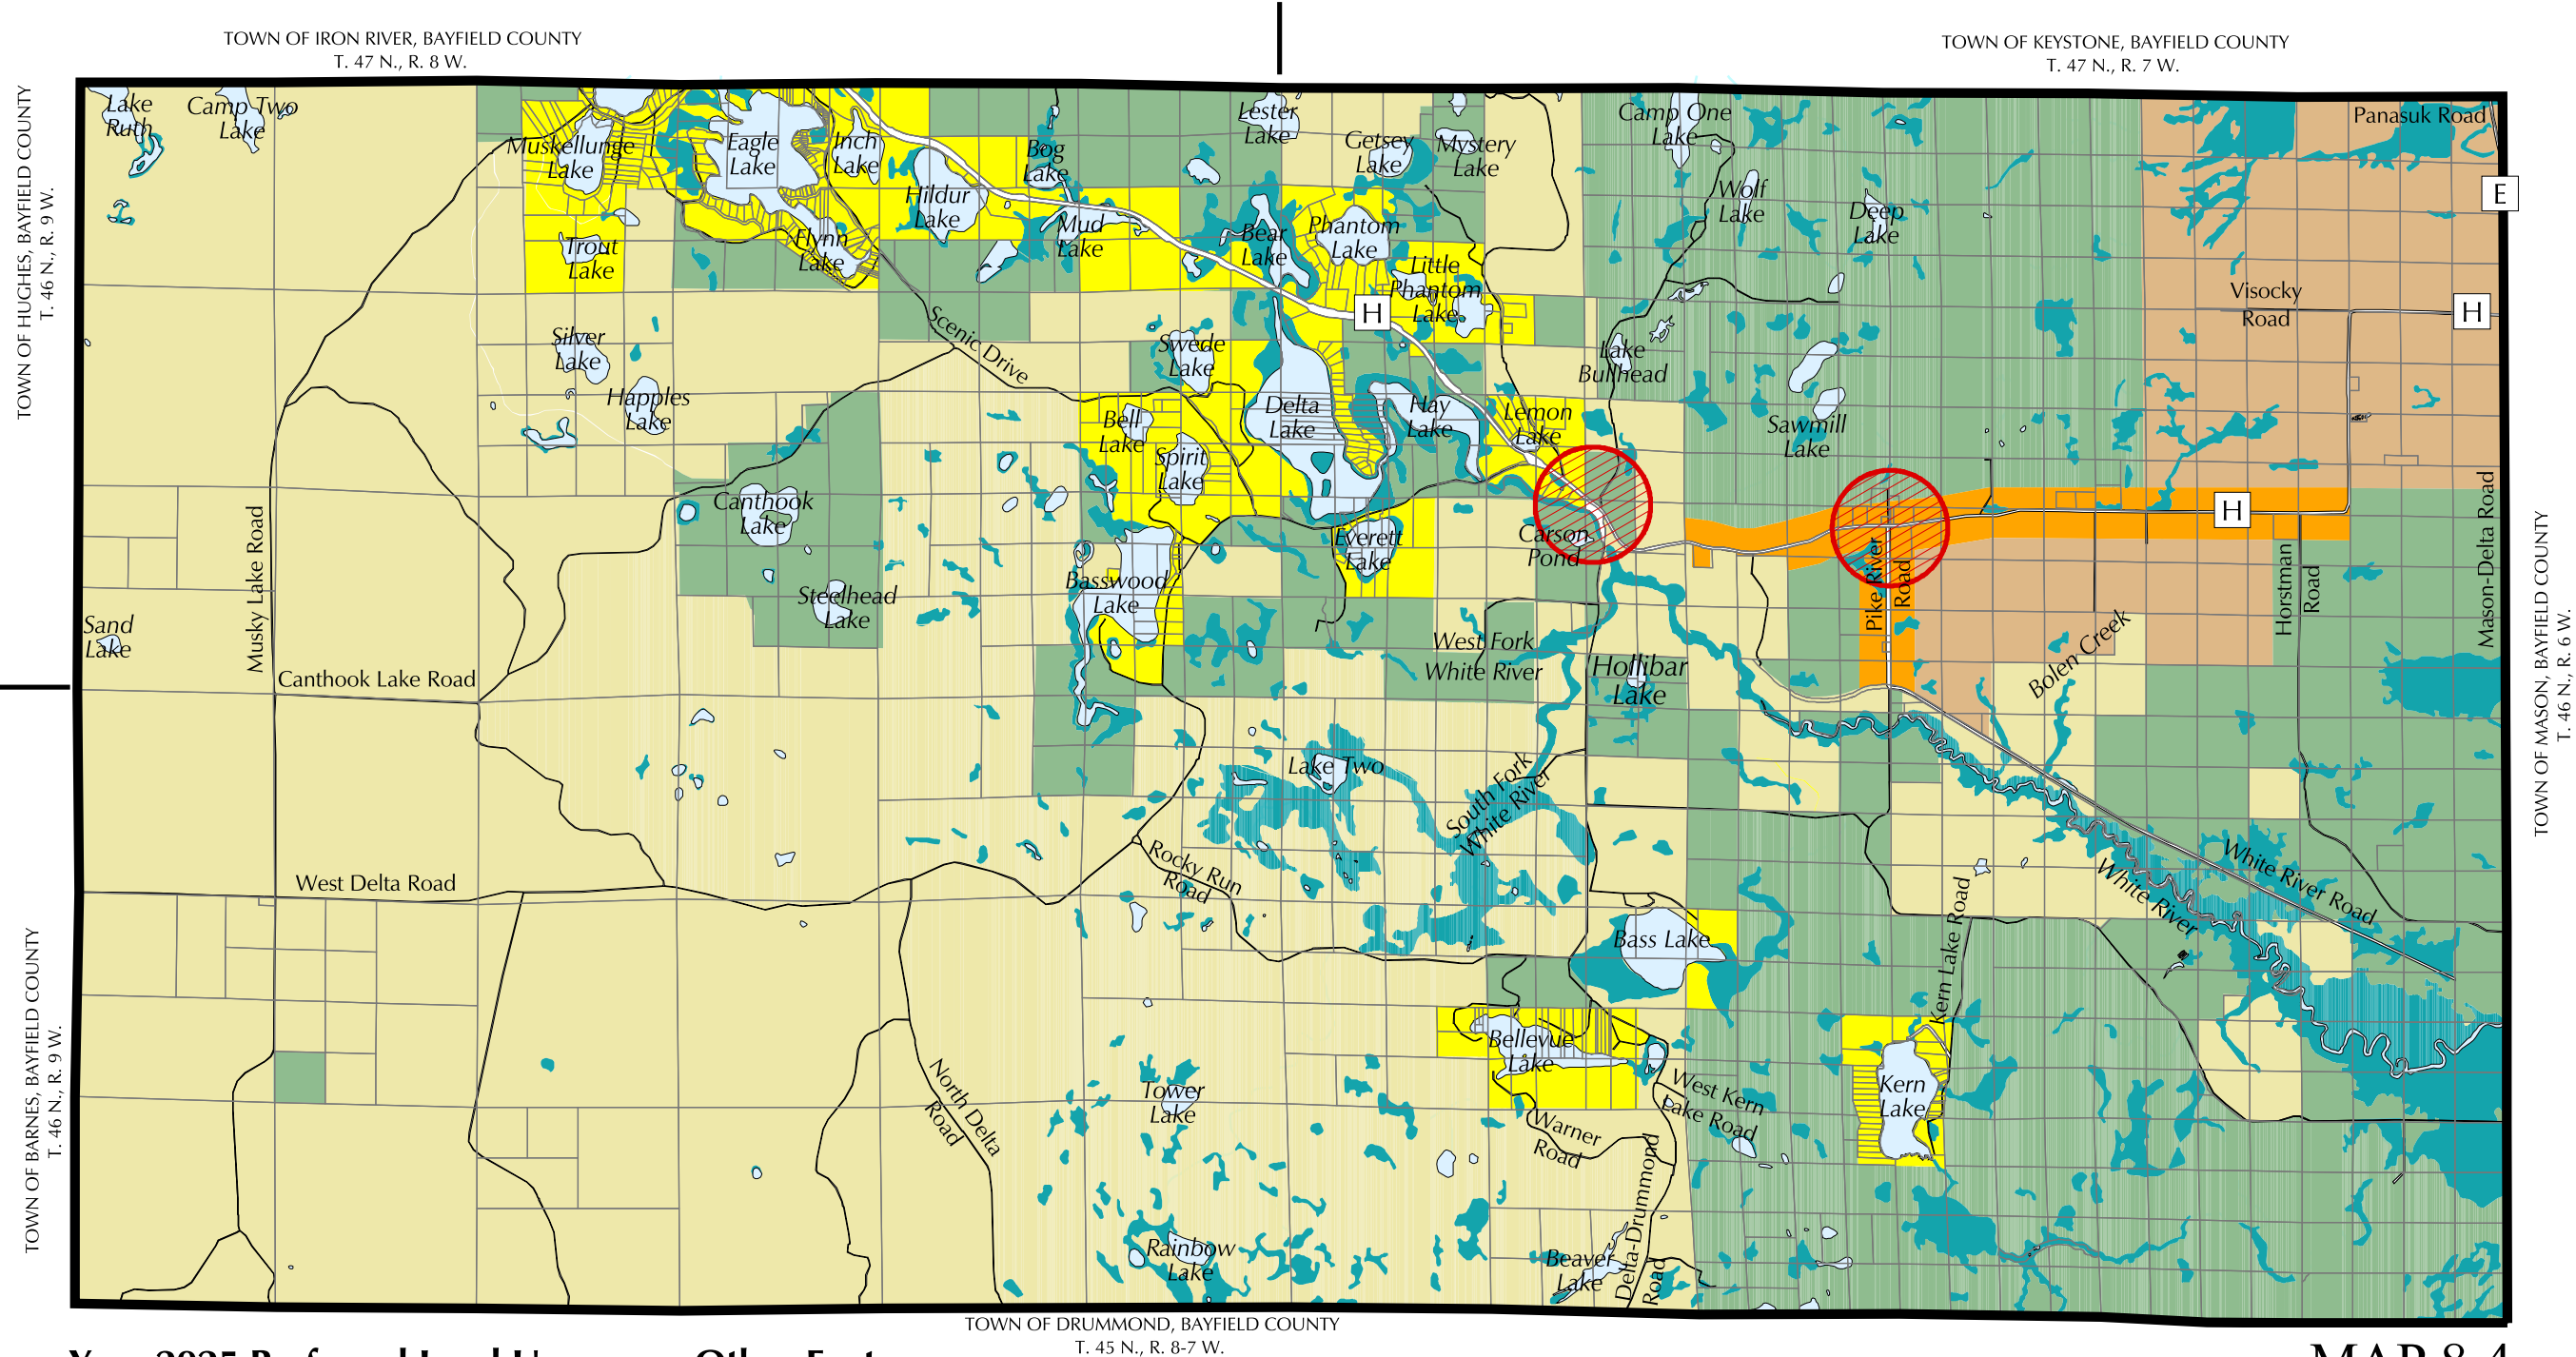 TOWN OF IRON RIVER, BAYFIELD COUNTY
T. 47 N., R. 8 W.
TOWN OF KEYSTONE, BAYFIELD COUNTY
T. 47 N., R. 7 W.
TOWN OF HUGHES, BAYFIELD COUNTY
T. 46 N., R. 9 W.
Lake
Ruth
Camp Two
Lake
Muskellunge
Lake
Eagle
Lake
Inch
Lake
Hildur
Lake
Bog
Lake
Mud
Lake
Lester
Lake
Getsey
Lake
Mystery
Lake
Camp One
Lake
Wolf
Lake
Deep
Lake
Panasuk Road
E
Trout
Lake
Flynn
Lake
Bear
Lake
Phantom
Lake
Little
Phantom
Lake
H
Visocky
Road
H
Silver
Lake
Happles
Lake
Scenic Drive
Swede
Lake
Lake
Bullhead
Bell
Lake
Spirit
Lake
Delta
Lake
Hay
Lake
Lemon
Lake
Sawmill
Lake
Canthook
Lake
Everett
Lake
Carson
Pond
H
Musky Lake Road
Steelhead
Lake
Basswood
Lake
Pike River
Road
Horstman
Road
Mason-Delta Road
TOWN OF MASON, BAYFIELD COUNTY
T. 46 N., R. 6 W.
Sand
Lake
Canthook Lake Road
West Fork
White River
Hollibar
Lake
Bolen Creek
Lake Two
South Fork
White River
West Delta Road
Rocky Run
Road
White River Road
White River
Bass Lake
Kern Lake Road
TOWN OF BARNES, BAYFIELD COUNTY
T. 46 N., R. 9 W.
Bellevue
Lake
Kern
Lake
North Delta
Road
Tower
Lake
West Kern
Lake Road
Warner
Road
Rainbow
Lake
Beaver
Lake
Delta-Drummond
Road
TOWN OF DRUMMOND, BAYFIELD COUNTY
T. 45 N., R. 8-7 W.
MAP 8.4